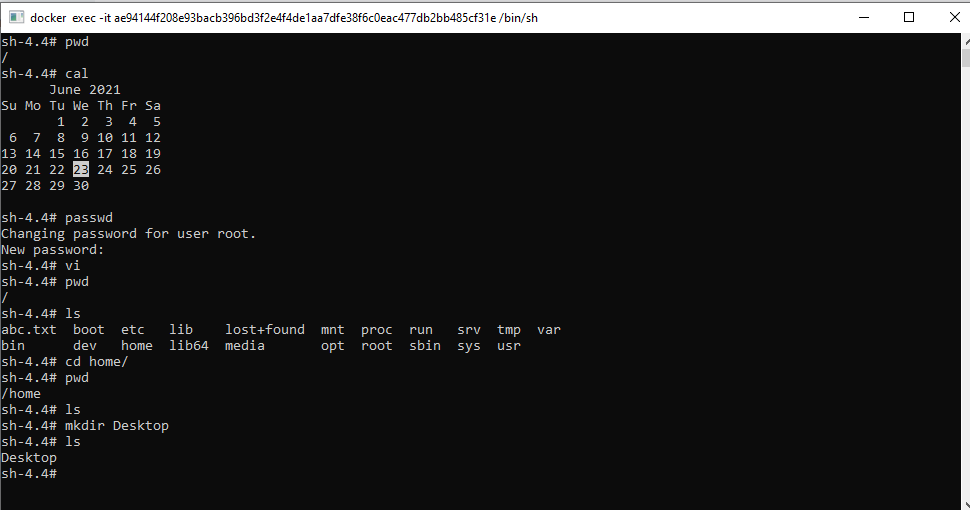 docker exec -it ae94144f208e93bacb396bd3f2e4f4de1aa7dfe38f6c0eac477db2bb485cf31e /bin/sh
sh-4.4# pwd
/
sh-4.4# cal
      June 2021
Su Mo Tu We Th Fr Sa
       1  2  3  4  5
 6  7  8  9 10 11 12
13 14 15 16 17 18 19
20 21 22 23 24 25 26
27 28 29 30

sh-4.4# passwd
Changing password for user root.
New password:
sh-4.4# vi
sh-4.4# pwd
/
sh-4.4# ls
abc.txt  boot  etc   lib    lost+found  mnt  proc  run   srv  tmp  var
bin      dev   home  lib64  media       opt  root  sbin  sys  usr
sh-4.4# cd home/
sh-4.4# pwd
/home
sh-4.4# ls
sh-4.4# mkdir Desktop
sh-4.4# ls
Desktop
sh-4.4#